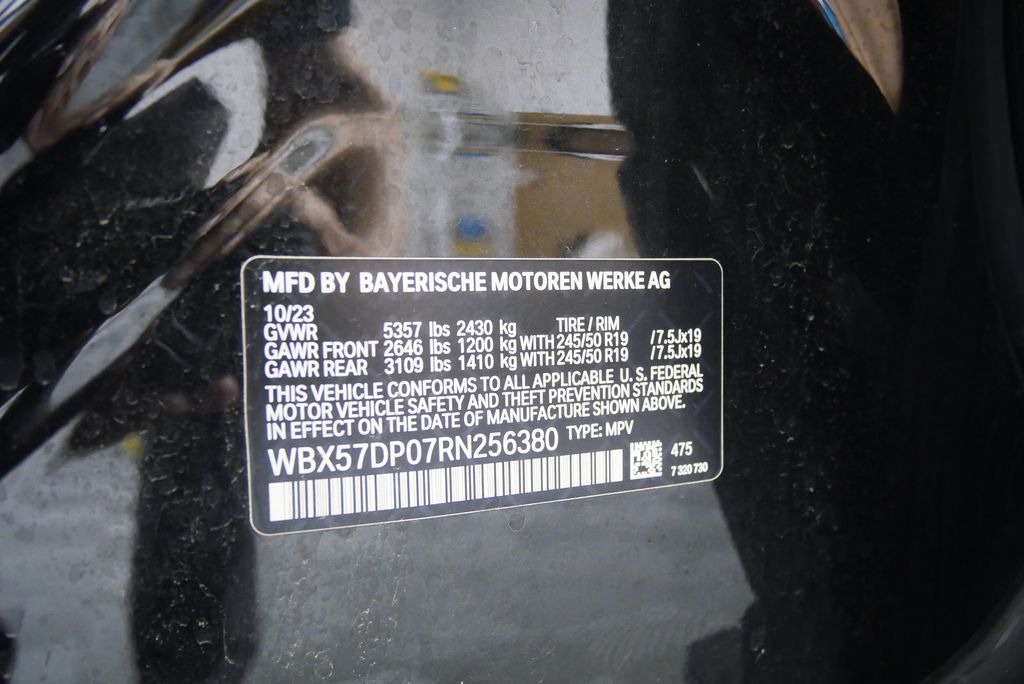 MFD BY BAYERISCHE MOTOREN WERKE AG
10/23
GVWR 5357 lbs 2430 kg TIRE / RIM
GAWR FRONT 2646 lbs 1200 kg WITH 245/50 R19 / 7.5Jx19
GAWR REAR 3109 lbs 1410 kg WITH 245/50 R19 / 7.5Jx19
THIS VEHICLE CONFORMS TO ALL APPLICABLE U. S. FEDERAL
MOTOR VEHICLE SAFETY AND THEFT PREVENTION STANDARDS
IN EFFECT ON THE DATE OF MANUFACTURE SHOWN ABOVE.
WBX57DP07RN256380 TYPE: MPV
475
7 320 730